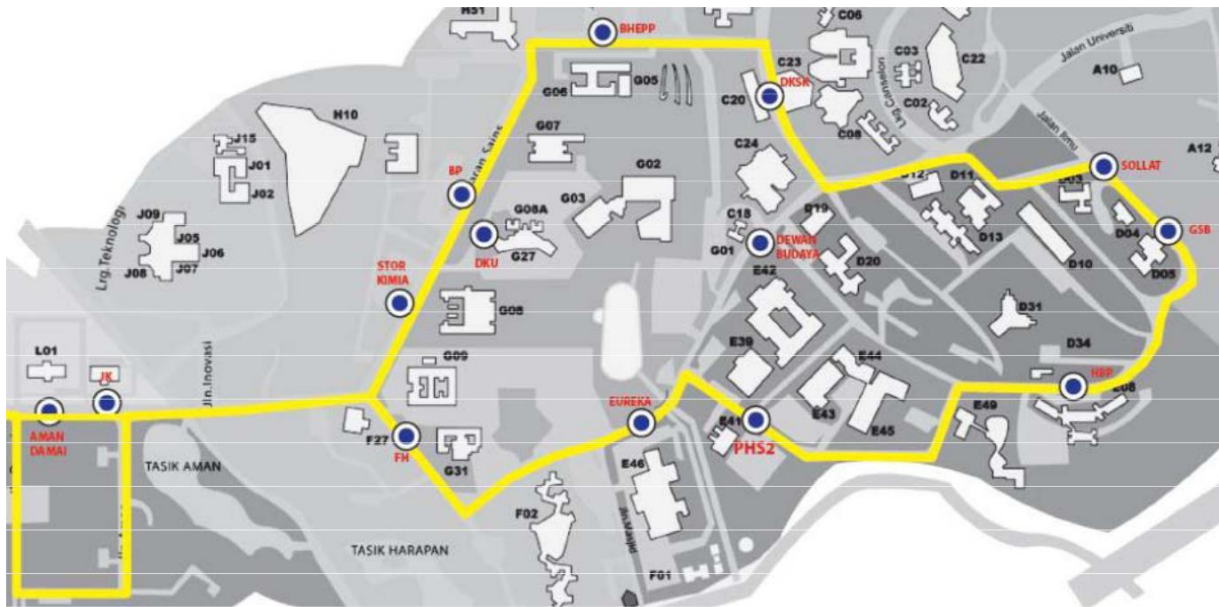 H51
BHEPP
C06
C23
C03
C22
Jalan Universiti
A10
G06
G05
C20
DKSK
Lrg Causelori
C02
H10
C08
Jalan Ilmu
J15
G07
A12
J01
C24
SOLLAT
J02
BP
G02
D12
D11
D03
Lrg.Teknologi
J09
G03
G08A
C18
D19
D04
GSB
J05
J06
DKU
G27
G01
DEWAN
BUDAYA
D20
D13
D10
D05
J08
J07
STOR
KIMIA
E42
G08
D31
L01
G09
E39
E44
D34
JK
Jln.Inovasi
HBP
E08
AMAN
DAMAI
EUREKA
E41
E43
E49
F27
PHS2
E45
FH
G31
TASIK AMAN
E46
F02
TASIK HARAPAN
F01